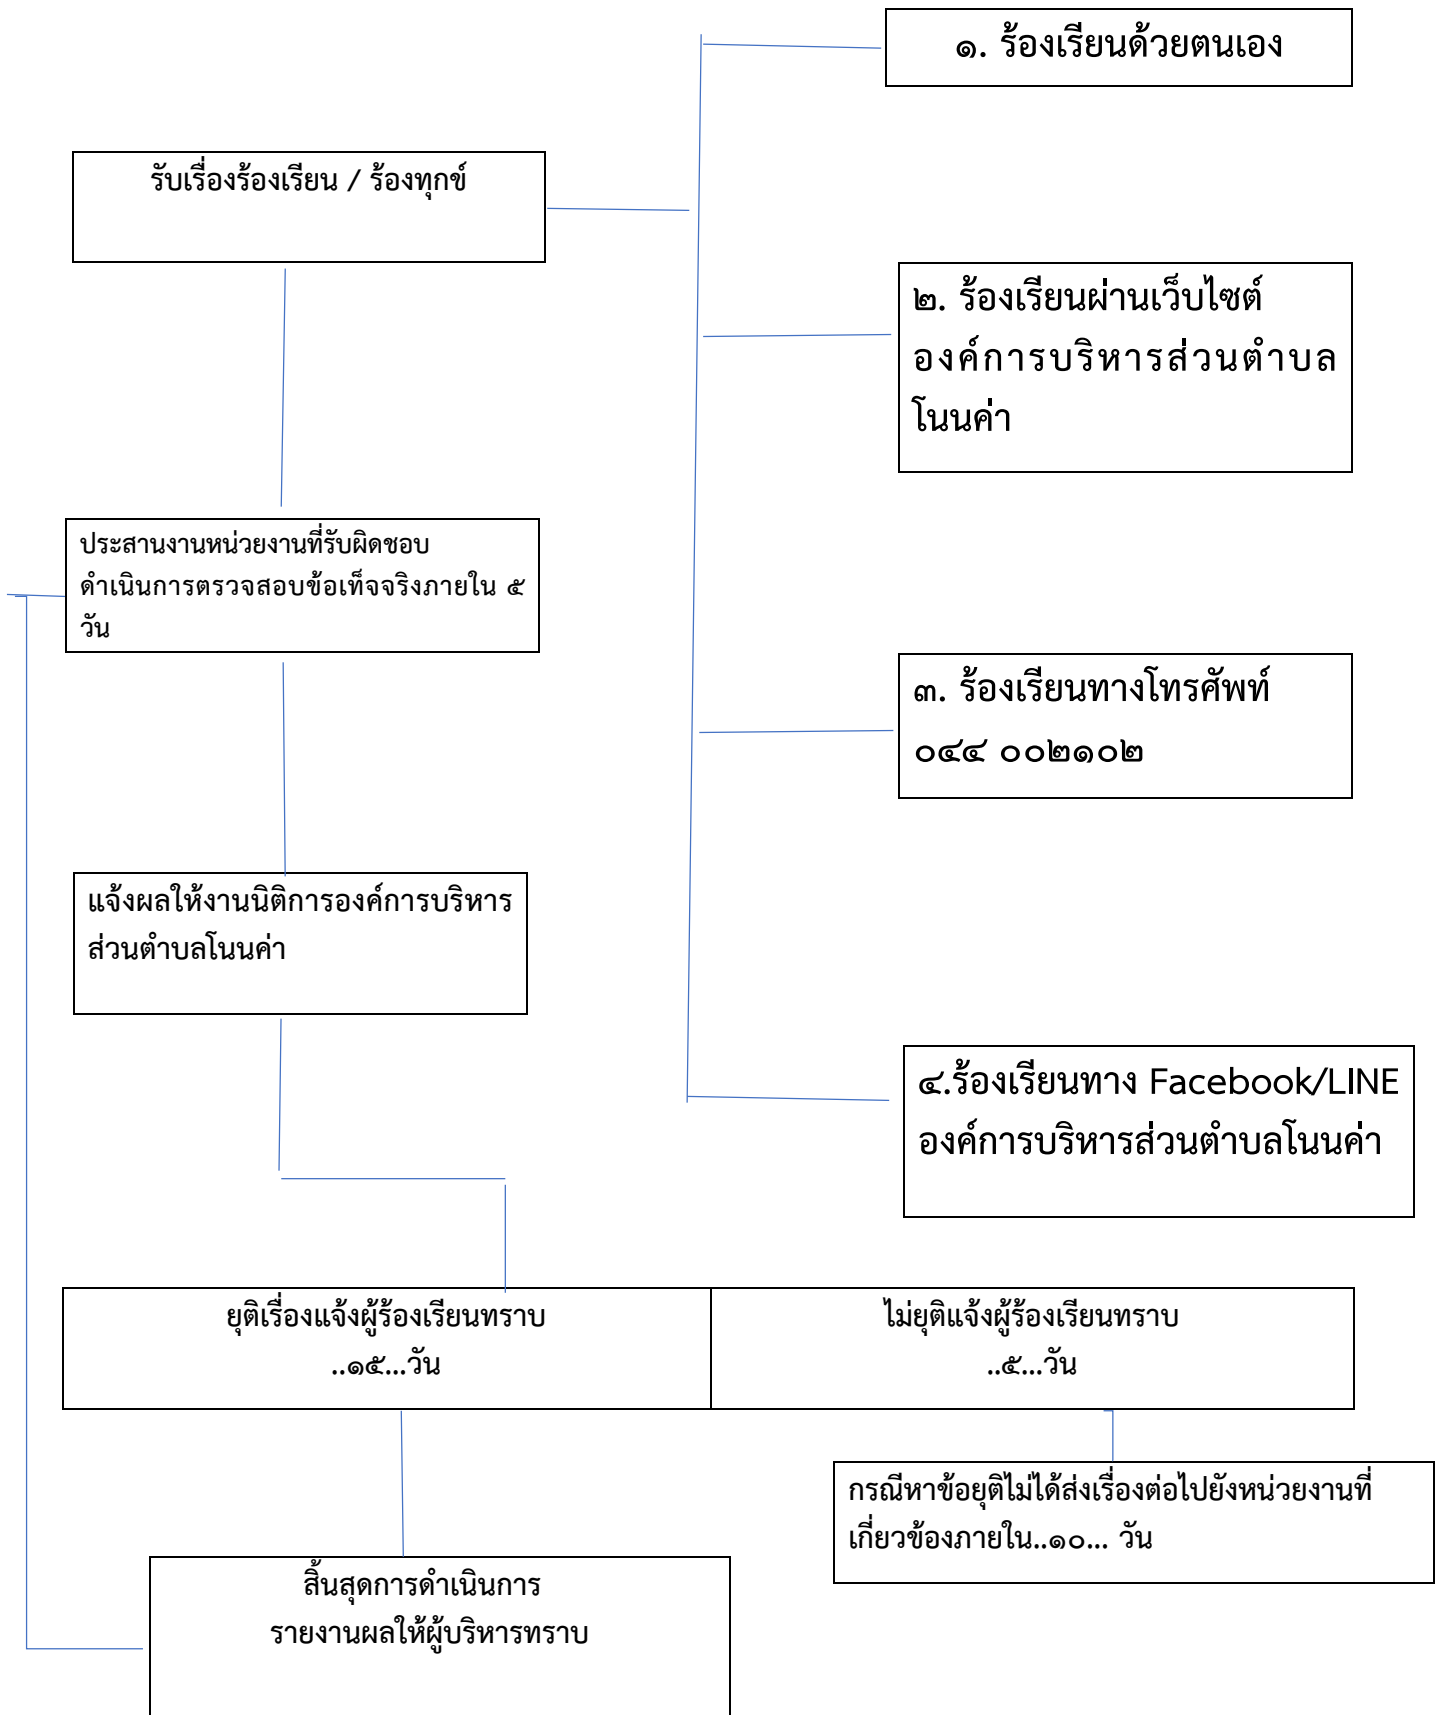 ๑. ร้องเรียนด้วยตนเอง
รับเรื่องร้องเรียน / ร้องทุกข์
๒. ร้องเรียนผ่านเว็บไซต์
องค์การบริหารส่วนตำบล
โนนค่า
ประสานงานหน่วยงานที่รับผิดชอบ
ดำเนินการตรวจสอบข้อเท็จจริงภายใน ๕
วัน
๓. ร้องเรียนทางโทรศัพท์
๐๔๔ ๐๐๒๑๐๒
แจ้งผลให้งานนิติการองค์การบริหาร
ส่วนตำบลโนนค่า
๔.ร้องเรียนทาง Facebook/LINE
องค์การบริหารส่วนตำบลโนนค่า
ยุติเรื่องแจ้งผู้ร้องเรียนทราบ
..๑๕...วัน
ไม่ยุติแจ้งผู้ร้องเรียนทราบ
..๕...วัน
กรณีหาข้อยุติไม่ได้ส่งเรื่องต่อไปยังหน่วยงานที่
เกี่ยวข้องภายใน..๑๐... วัน
สิ้นสุดการดำเนินการ
รายงานผลให้ผู้บริหารทราบ